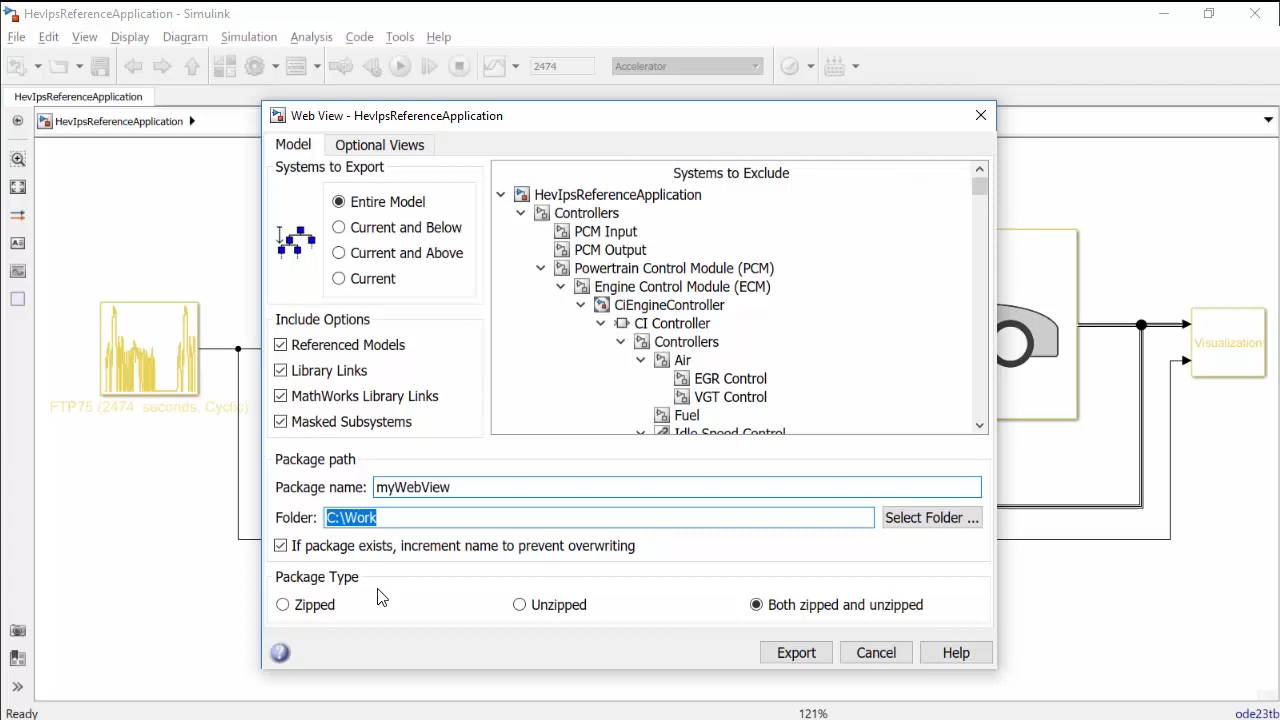 HevIpsReferenceApplication - Simulink
File Edit View Display Diagram Simulation Analysis Code Tools Help
2474 Accelerator
HevIpsReferenceApplication
HevIpsReferenceApplication
Web View - HevIpsReferenceApplication
Model Optional Views
Systems to Export
Entire Model
Current and Below
Current and Above
Current
Include Options
Referenced Models
Library Links
MathWorks Library Links
Masked Subsystems
Systems to Exclude
HevIpsReferenceApplication
Controllers
PCM Input
PCM Output
Powertrain Control Module (PCM)
Engine Control Module (ECM)
CiEngineController
CI Controller
Controllers
Air
EGR Control
VGT Control
Fuel
Idle Speed Control
Package path
Package name: myWebView
Folder: C:\Work Select Folder ...
If package exists, increment name to prevent overwriting
Package Type
Zipped Unzipped Both zipped and unzipped
Export Cancel Help
FTP75 (2474 seconds, Cyclic)
Visualization
Ready 121% ode23tb